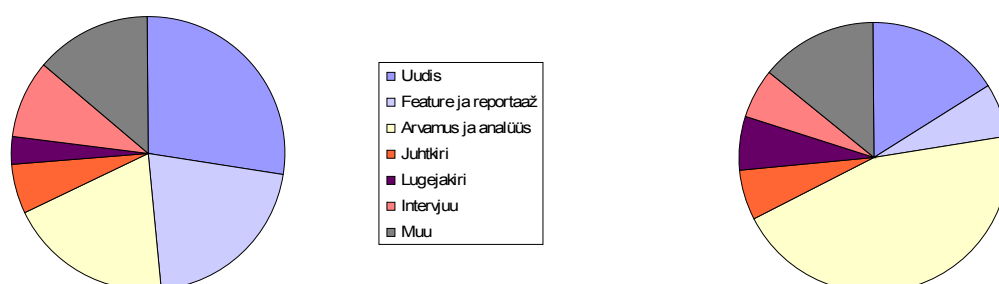 Uudis
Feature ja reportaaž
Arvamus ja analüüs
Juhtkiri
Lugejakiri
Intervjuu
Muu